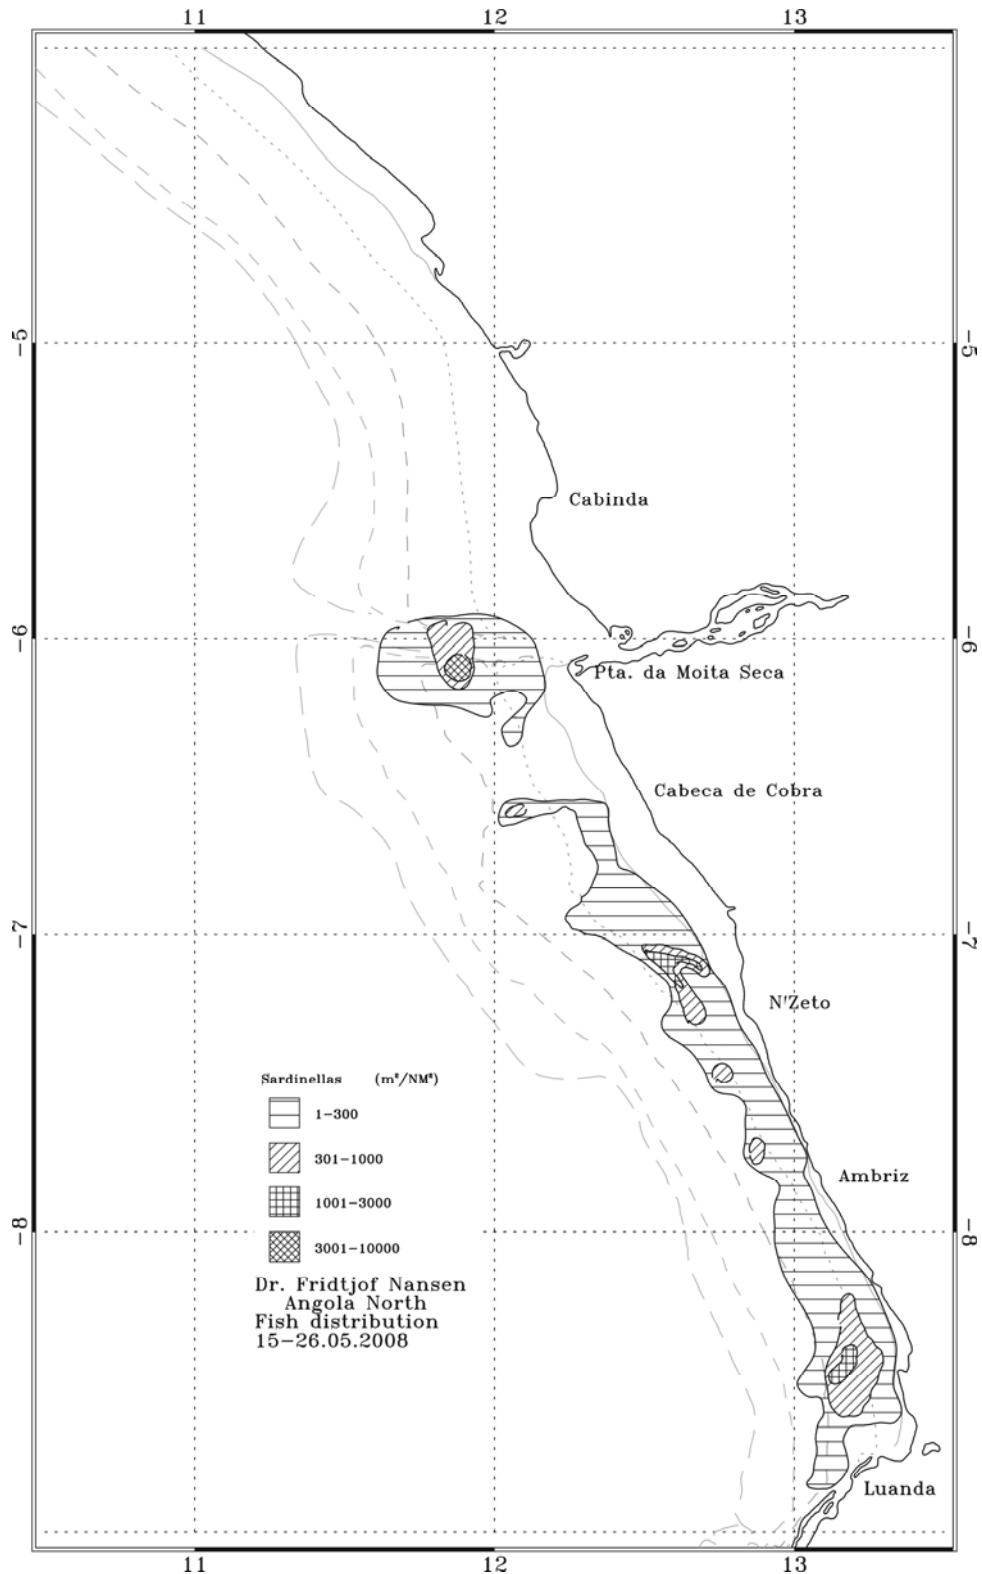 11 12 13
-5 -5
Cabinda
-6 -6
Pta. da Moita Seca
Cabeca de Cobra
-7 -7
N'Zeto
Sardinellas (m²/NM²)
1-300
301-1000
Ambriz
1001-3000
-8 -8
3001-10000
Dr. Fridtjof Nansen
Angola North
Fish distribution
15-26.05.2008
Luanda
11 12 13